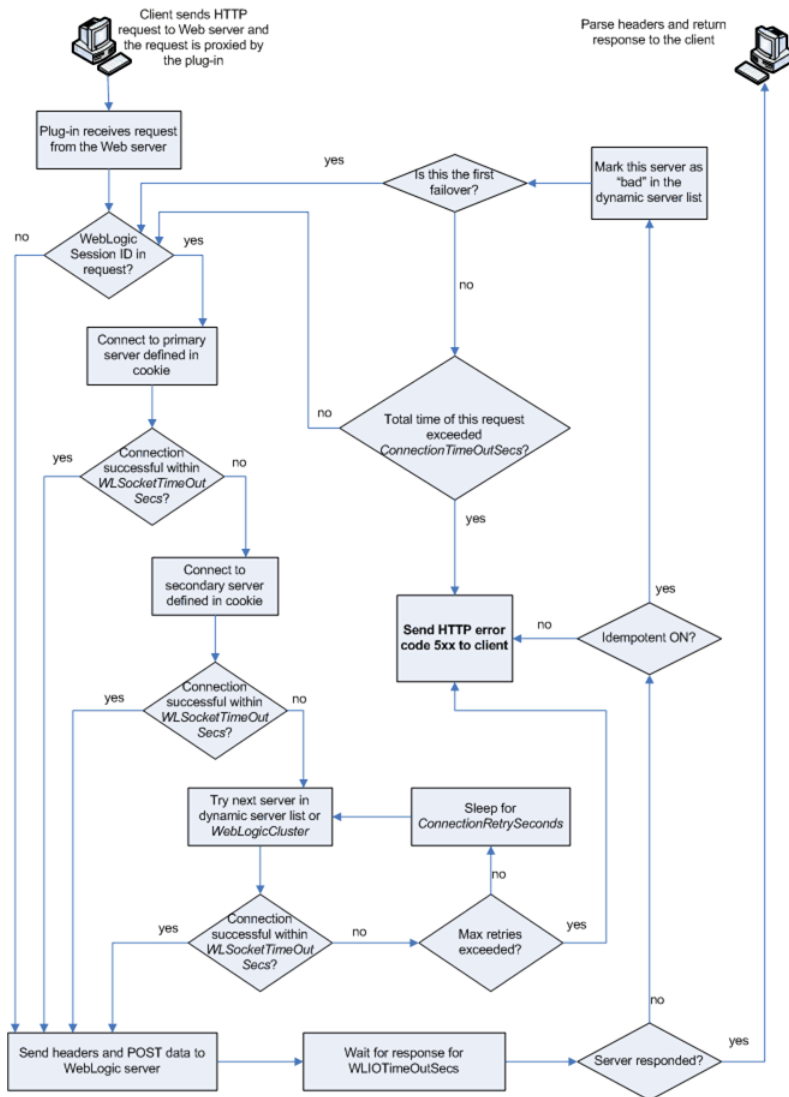 Client sends HTTP
request to Web server and
the request is proxied by
the plug-in
Parse headers and return
response to the client
Plug-in receives request
from the Web server
yes
Is this the first
failover?
Mark this server as
“bad” in the
dynamic server list
no
WebLogic
Session ID in
request?
yes
no
Connect to primary
server defined in
cookie
no
Total time of this request
exceeded
ConnectionTimeOutSecs?
yes
Connection
successful within
WLSocketTimeOut
Secs?
no
yes
Connect to
secondary server
defined in cookie
yes
Send HTTP error
code 5xx to client
no
Idempotent ON?
yes
Connection
successful within
WLSocketTimeOut
Secs?
no
Try next server in
dynamic server list or
WebLogicCluster
Sleep for
ConnectionRetrySeconds
no
yes
Connection
successful within
WLSocketTimeOut
Secs?
no
Max retries
exceeded?
yes
no
Send headers and POST data to
WebLogic server
Wait for response for
WLIOTimeOutSecs
Server responded?
yes